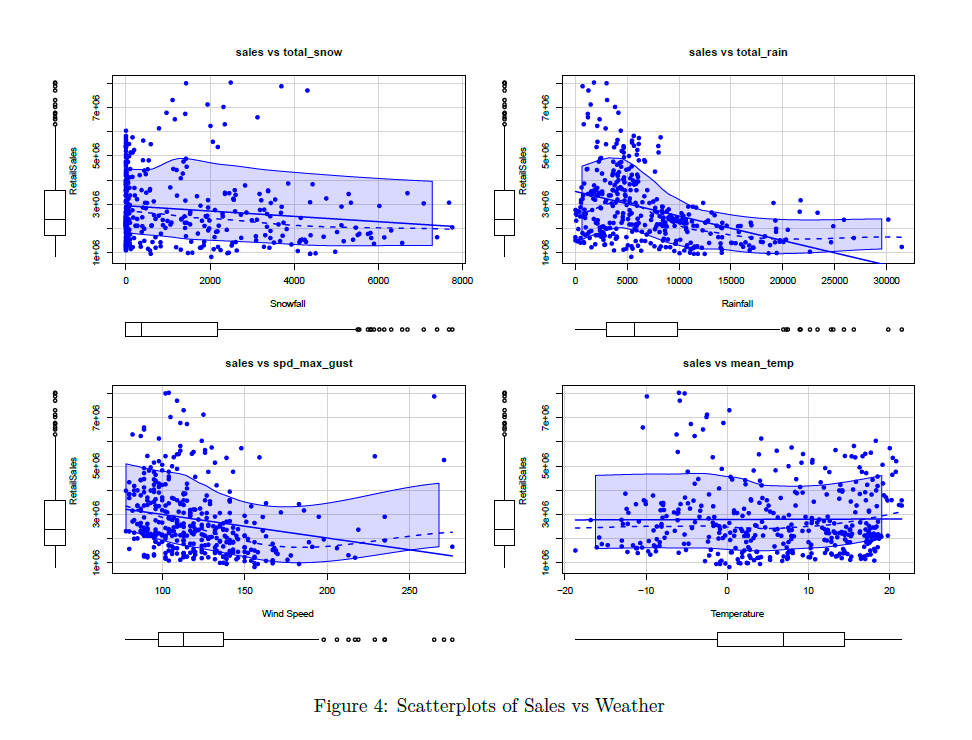 sales vs total_snow
RetailSales
1e+06 3e+06 5e+06 7e+06
0 2000 4000 6000 8000
Snowfall
sales vs total_rain
RetailSales
1e+06 3e+06 5e+06 7e+06
0 5000 10000 15000 20000 25000 30000
Rainfall
sales vs spd_max_gust
RetailSales
1e+06 3e+06 5e+06 7e+06
100 150 200 250
Wind Speed
sales vs mean_temp
RetailSales
1e+06 3e+06 5e+06 7e+06
−20 −10 0 10 20
Temperature
Figure 4: Scatterplots of Sales vs Weather